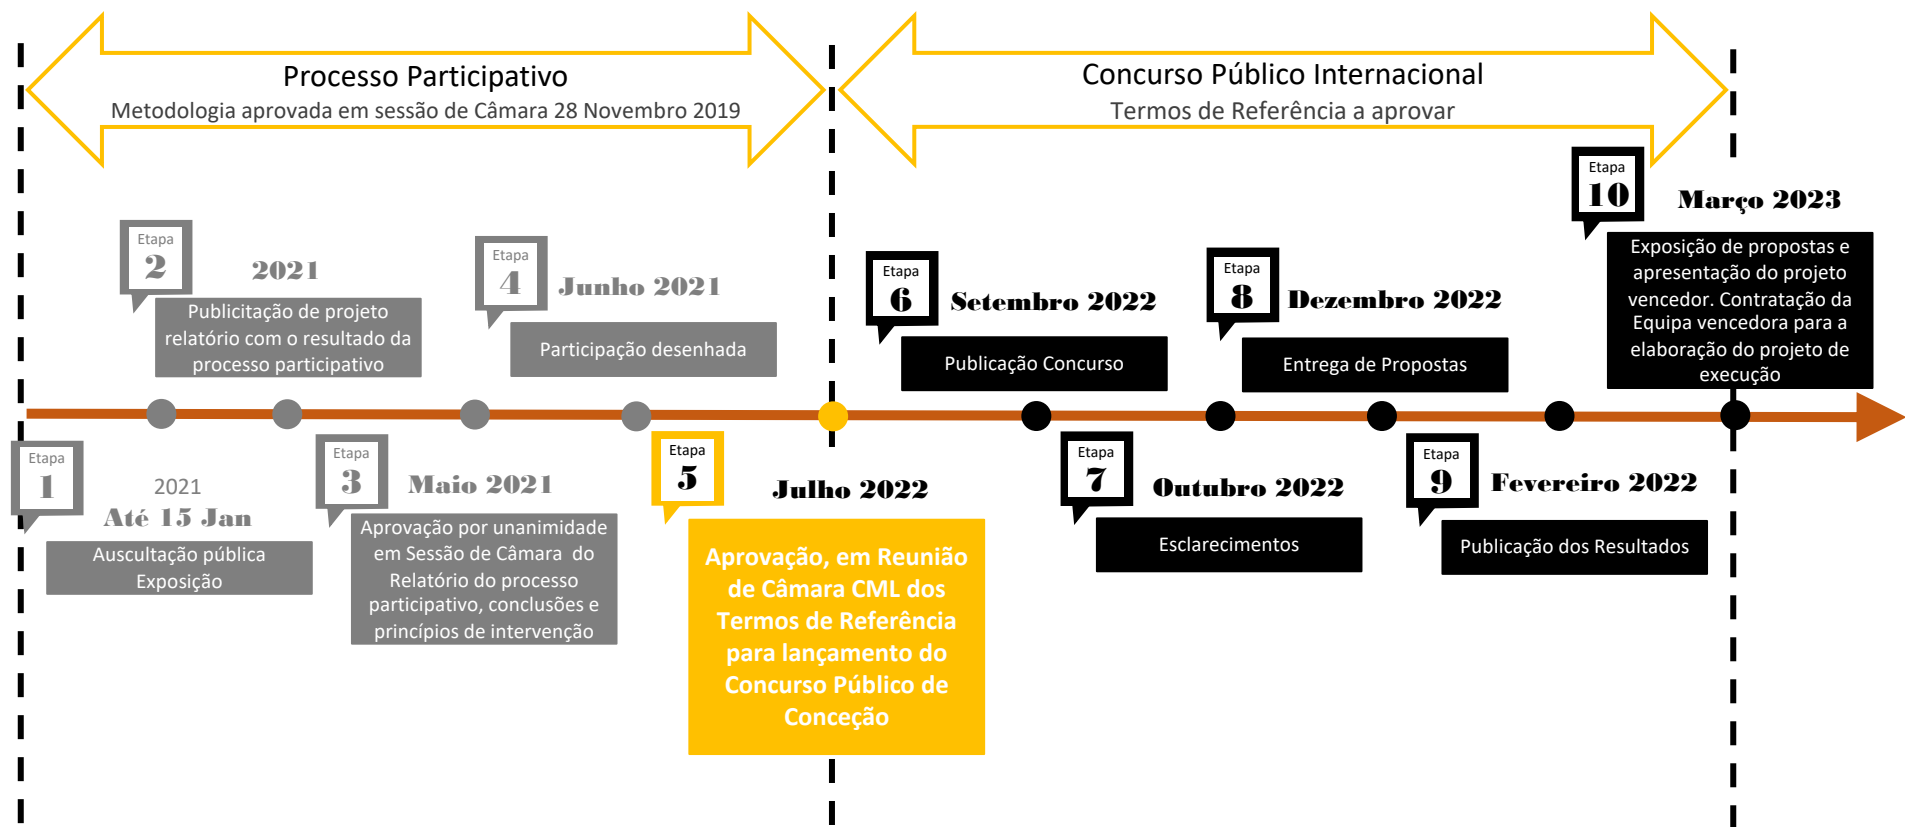 Processo Participativo
Metodologia aprovada em sessão de Câmara 28 Novembro 2019
Concurso Público Internacional
Termos de Referência a aprovar
Etapa
1
2021
Até 15 Jan
Auscultação pública
Exposição
Etapa
2
2021
Publicitação de projeto
relatório com o resultado da
processo participativo
Etapa
3
Maio 2021
Aprovação por unanimidade
em Sessão de Câmara do
Relatório do processo
participativo, conclusões e
princípios de intervenção
Etapa
4
Junho 2021
Participação desenhada
Etapa
5
Julho 2022
Aprovação, em Reunião
de Câmara CML dos
Termos de Referência
para lançamento do
Concurso Público de
Conceção
Etapa
6
Setembro 2022
Publicação Concurso
Etapa
7
Outubro 2022
Esclarecimentos
Etapa
8
Dezembro 2022
Entrega de Propostas
Etapa
9
Fevereiro 2022
Publicação dos Resultados
Etapa
10
Março 2023
Exposição de propostas e
apresentação do projeto
vencedor. Contratação da
Equipa vencedora para a
elaboração do projeto de
execução